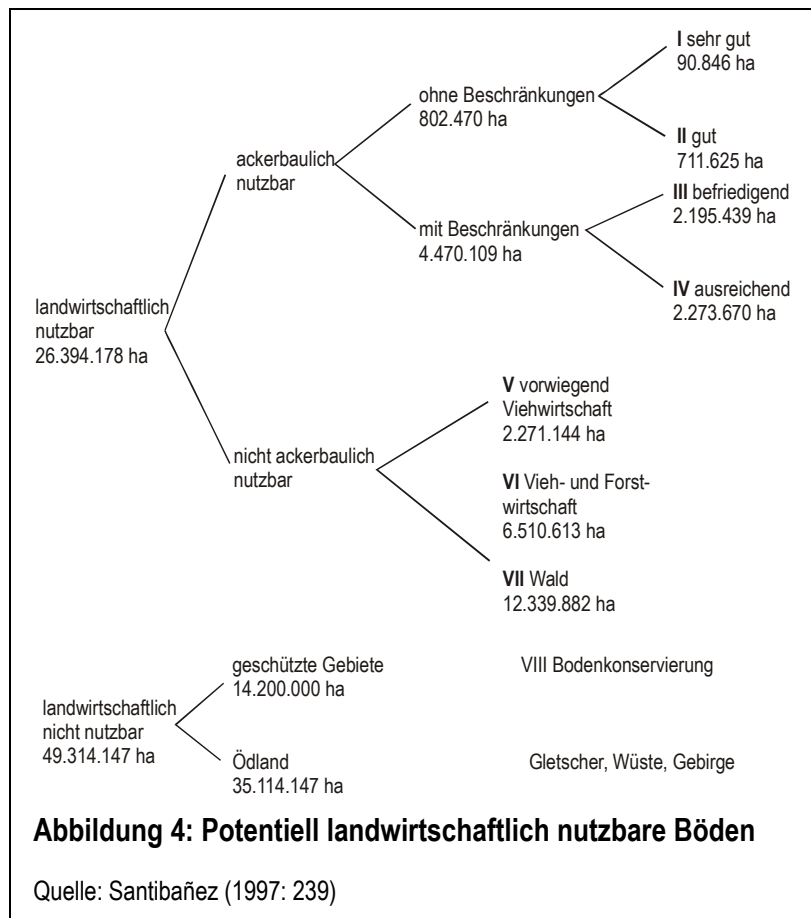 I sehr gut
90.846 ha
ohne Beschränkungen
802.470 ha
II gut
711.625 ha
ackerbaulich
nutzbar
III befriedigend
2.195.439 ha
mit Beschränkungen
4.470.109 ha
IV ausreichend
2.273.670 ha
landwirtschaftlich
nutzbar
26.394.178 ha
V vorwiegend
Viehwirtschaft
2.271.144 ha
nicht ackerbaulich
nutzbar
VI Vieh- und Forst-
wirtschaft
6.510.613 ha
VII Wald
12.339.882 ha
geschützte Gebiete
14.200.000 ha
VIII Bodenkonservierung
landwirtschaftlich
nicht nutzbar
49.314.147 ha
Ödland
35.114.147 ha
Gletscher, Wüste, Gebirge
Abbildung 4: Potentiell landwirtschaftlich nutzbare Böden
Quelle: Santibañez (1997: 239)